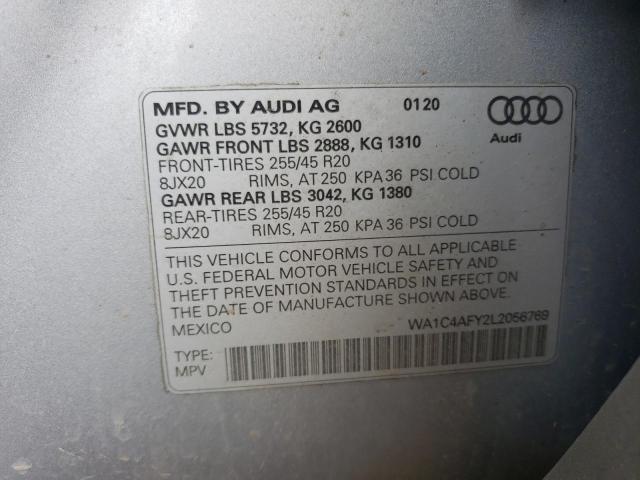 MFD. BY AUDI AG 01 20
GVWR LBS 5732, KG 2600
GAWR FRONT LBS 2888, KG 1310
FRONT-TIRES 255/45 R20
8JX20 RIMS, AT 250 KPA 36 PSI COLD
GAWR REAR LBS 3042, KG 1380
REAR-TIRES 255/45 R20
8JX20 RIMS, AT 250 KPA 36 PSI COLD
Audi
THIS VEHICLE CONFORMS TO ALL APPLICABLE
U.S. FEDERAL MOTOR VEHICLE SAFETY AND
THEFT PREVENTION STANDARDS IN EFFECT ON
THE DATE OF MANUFACTURE SHOWN ABOVE.
MEXICO WA1C4AFY2L2056769
TYPE:
MPV